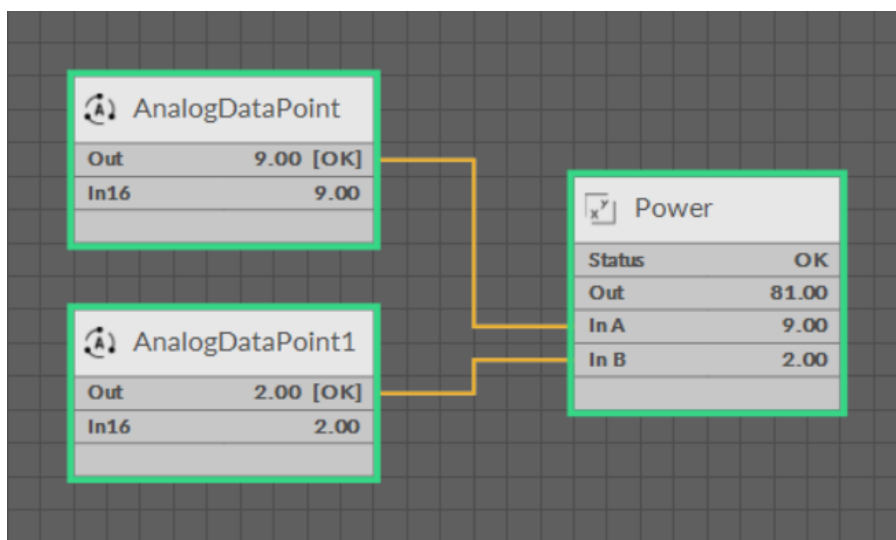 AnalogDataPoint
Out 9.00 [OK]
In16 9.00
Power
Status OK
Out 81.00
In A 9.00
In B 2.00
AnalogDataPoint1
Out 2.00 [OK]
In16 2.00